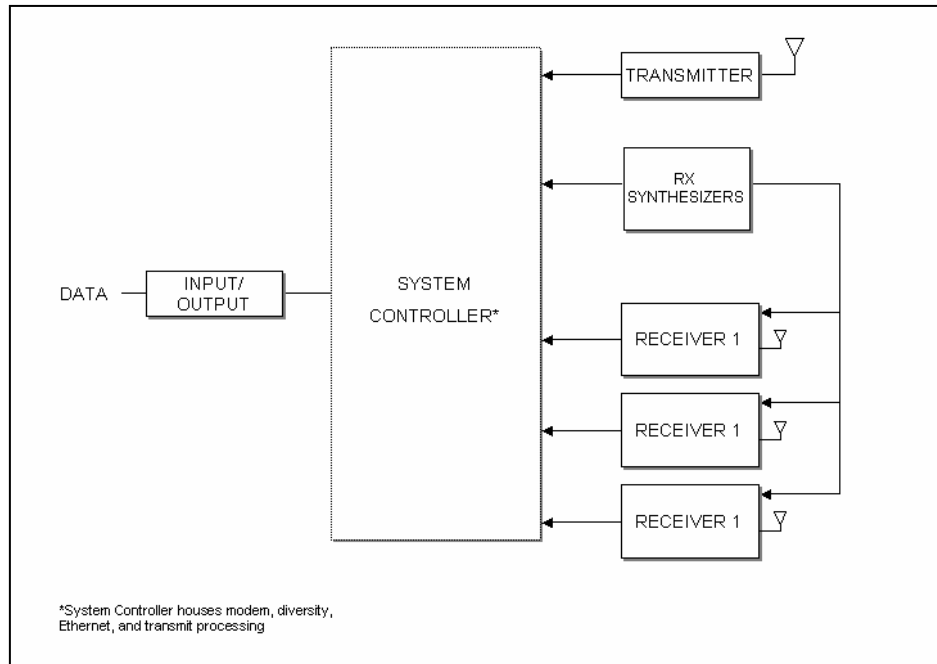 TRANSMITTER
RX
SYNTHESIZERS
DATA
INPUT/
OUTPUT
SYSTEM
CONTROLLER*
RECEIVER 1
RECEIVER 1
RECEIVER 1
*System Controller houses modem, diversity,
Ethernet, and transmit processing